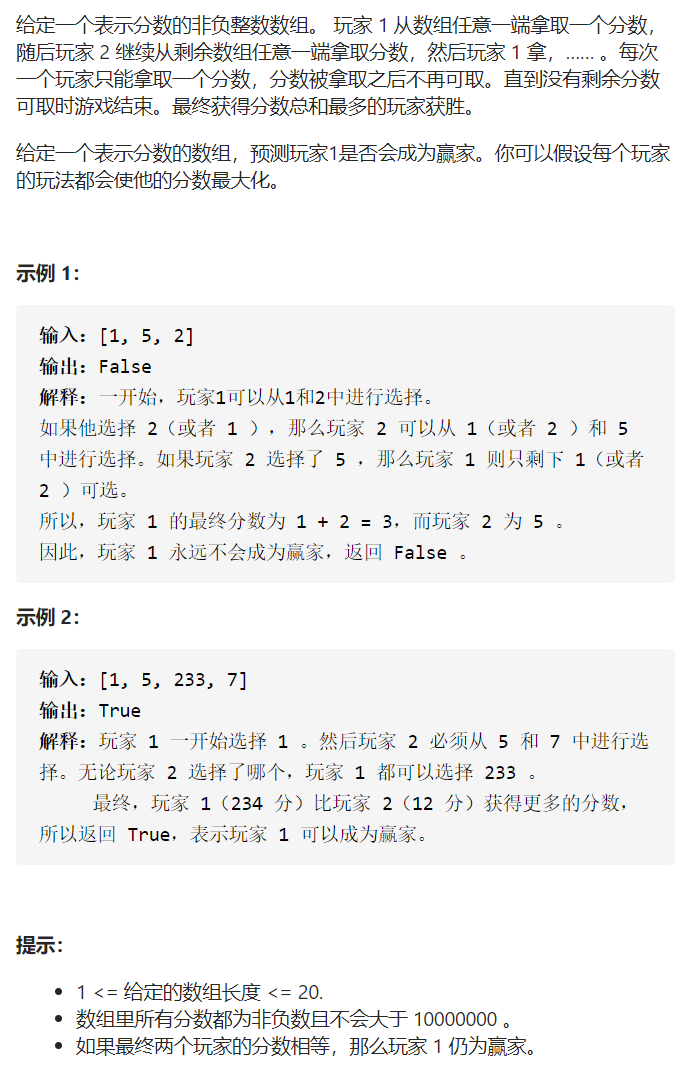 给定一个表示分数的非负整数数组。 玩家 1 从数组任意一端拿取一个分数，
随后玩家 2 继续从剩余数组任意一端拿取分数，然后玩家 1 拿，…… 。每次
一个玩家只能拿取一个分数，分数被拿取之后不再可取。直到没有剩余分数
可取时游戏结束。最终获得分数总和最多的玩家获胜。
给定一个表示分数的数组，预测玩家1是否会成为赢家。你可以假设每个玩家
的玩法都会使他的分数最大化。
示例 1：
输入：[1, 5, 2]
输出：False
解释：一开始，玩家1可以从1和2中进行选择。
如果他选择 2（或者 1 ），那么玩家 2 可以从 1（或者 2 ）和 5
中进行选择。如果玩家 2 选择了 5 ，那么玩家 1 则只剩下 1（或者
2 ）可选。
所以，玩家 1 的最终分数为 1 + 2 = 3，而玩家 2 为 5 。
因此，玩家 1 永远不会成为赢家，返回 False 。
示例 2：
输入：[1, 5, 233, 7]
输出：True
解释：玩家 1 一开始选择 1 。然后玩家 2 必须从 5 和 7 中进行选
择。无论玩家 2 选择了哪个，玩家 1 都可以选择 233 。
最终，玩家 1（234 分）比玩家 2（12 分）获得更多的分数，
所以返回 True，表示玩家 1 可以成为赢家。
提示：
• 1 <= 给定的数组长度 <= 20.
• 数组里所有分数都为非负数且不会大于 10000000 。
• 如果最终两个玩家的分数相等，那么玩家 1 仍为赢家。